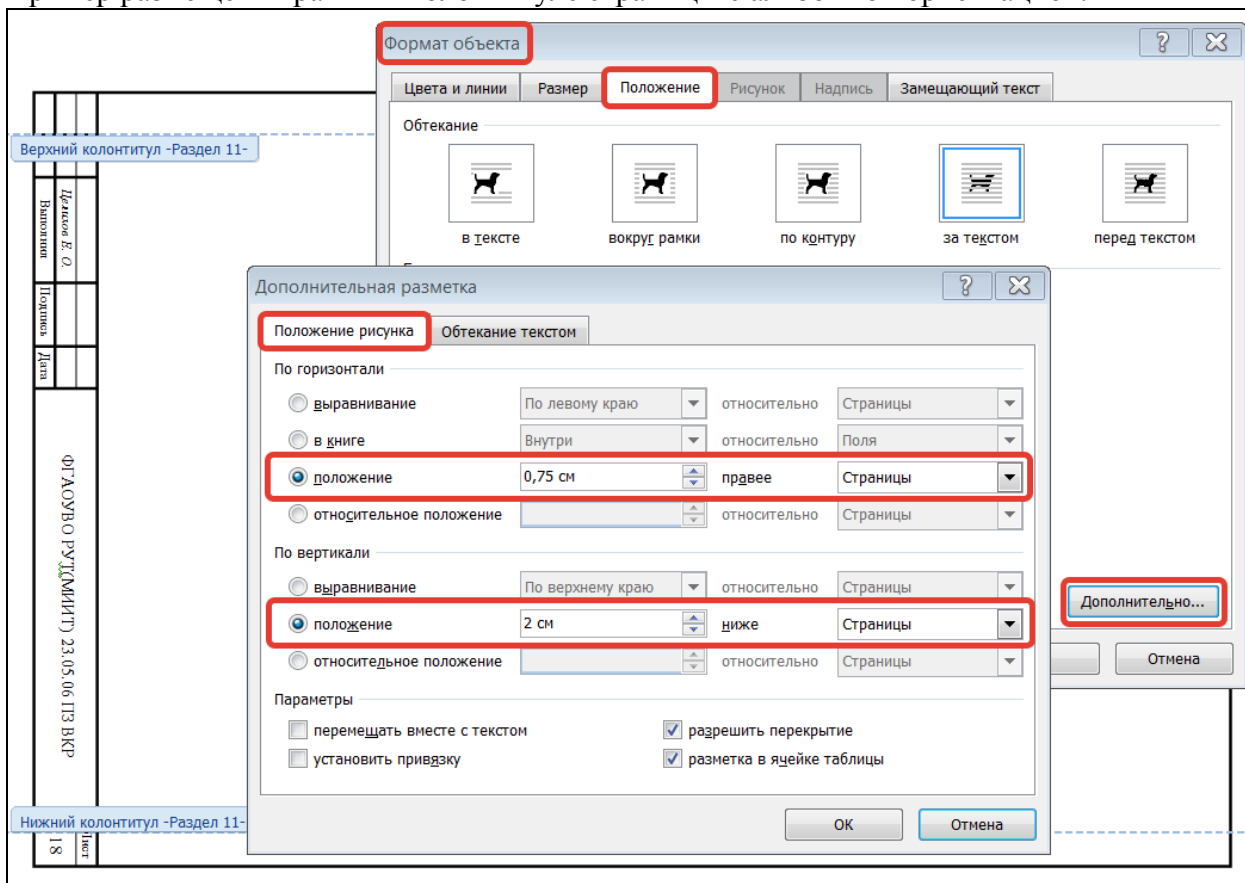 Формат объекта
Цвета и линии Размер Положение Рисунок Надпись Замещающий текст
Обтекание
в тексте вокруг рамки по контуру за текстом перед текстом
Верхний колонтитул -Раздел 11-
Целиков Е. О.
Выполнил Подпись Дата
ФГАОУВО РУТ(МИИТ) 23.05.06 ПЗ ВКР
Лист
18
Нижний колонтитул -Раздел 11-
Дополнительная разметка
Положение рисунка Обтекание текстом
По горизонтали
выравнивание По левому краю относительно Страницы
в книге Внутри относительно Поля
положение 0,75 см правее Страницы
относительное положение относительно Страницы
По вертикали
выравнивание По верхнему краю относительно Страницы
положение 2 см ниже Страницы
относительное положение относительно Страницы
Параметры
перемещать вместе с текстом разрешить перекрытие
установить привязку разметка в ячейке таблицы
ОК Отмена
Дополнительно...
Отмена